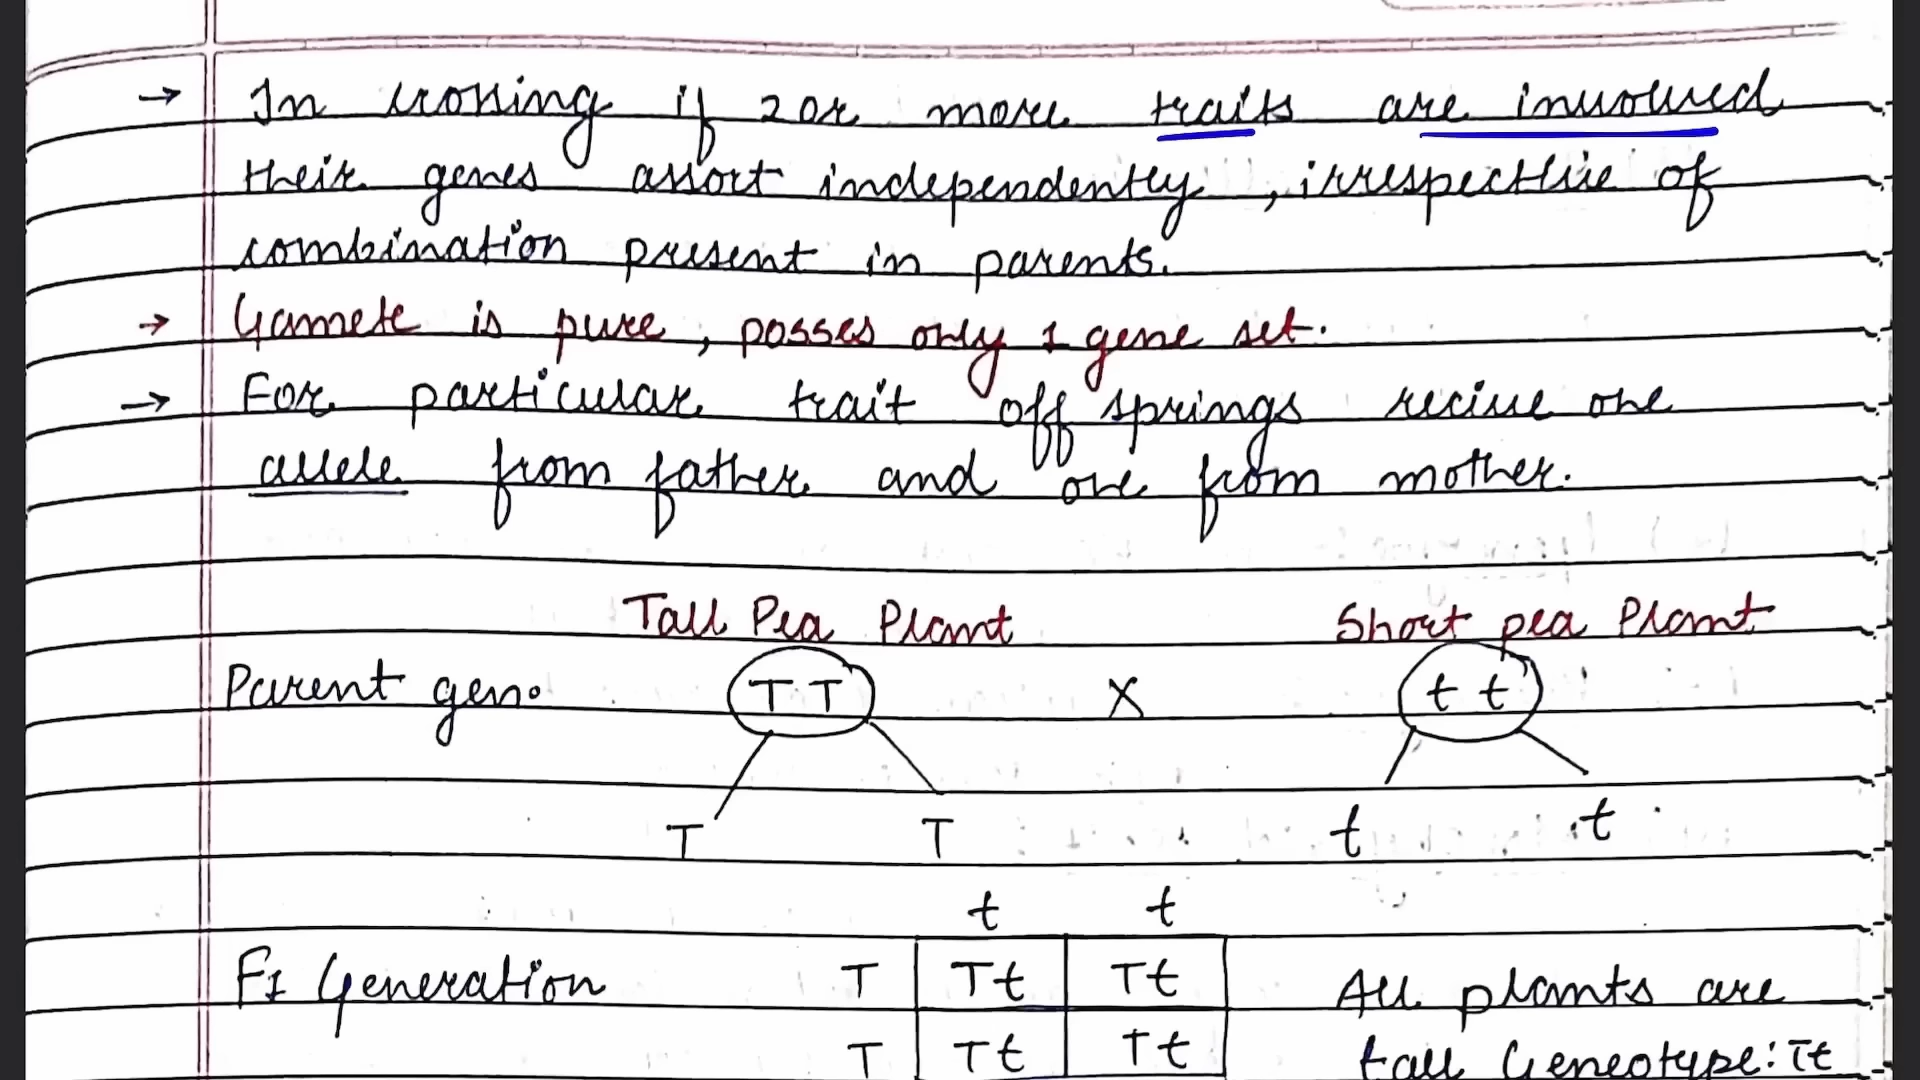 → In crossing if 2 or more traits are involved
their genes assort independently, irrespective of
combination present in parents.
→ Gamete is pure, posses only 1 gene set.
→ For particular trait off springs recive one
allele from father and one from mother.
Tall Pea Plant Short pea Plant
Parent gen. TT X tt
T T t t
t t
F1 Generation T Tt Tt All plants are
T Tt Tt tall Geneotype: Tt